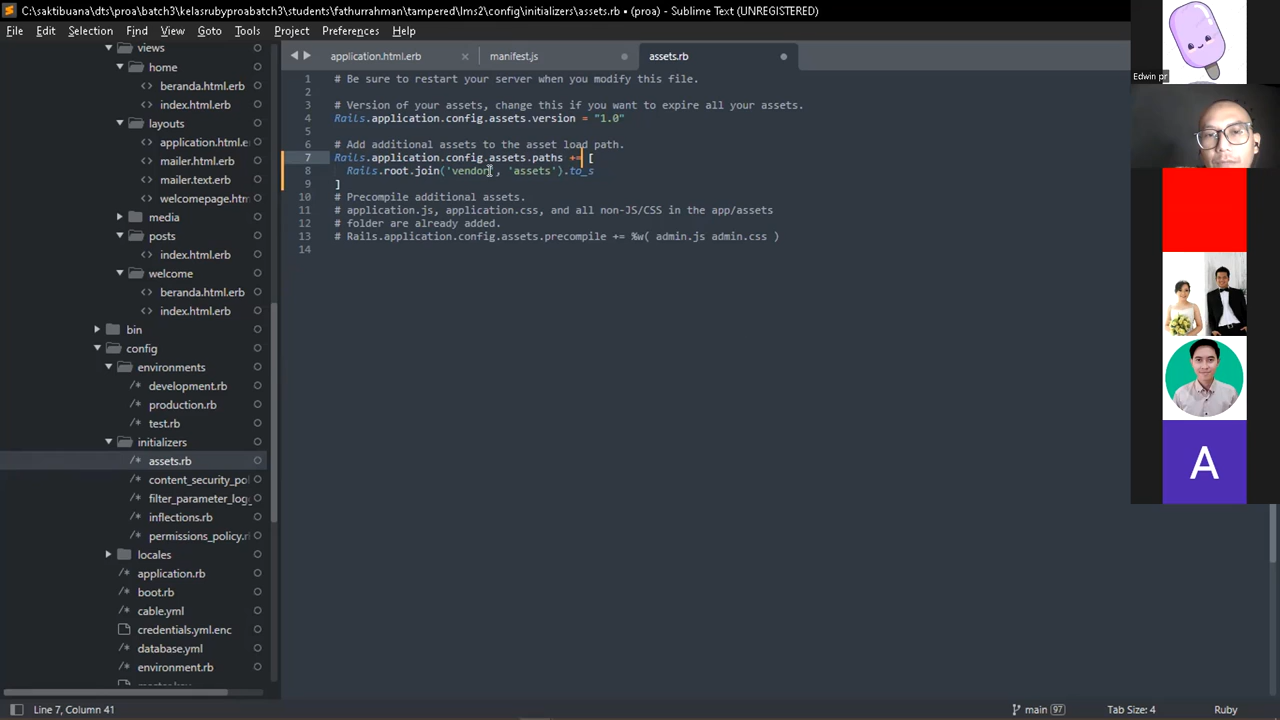 C:\saktibuana\dts\proa\batch3\kelasrubyproabatch3\students\fathurrahman\tampered\lms2\config\initializers\assets.rb • (proa) - Sublime Text (UNREGISTERED)
File Edit Selection Find View Goto Tools Project Preferences Help
application.html.erb manifest.js assets.rb
views
home
beranda.html.erb
index.html.erb
layouts
application.html.
mailer.html.erb
mailer.text.erb
welcomepage.htm
media
posts
index.html.erb
welcome
beranda.html.erb
index.html.erb
bin
config
environments
development.rb
production.rb
test.rb
initializers
assets.rb
content_security_pol
filter_parameter_log
inflections.rb
permissions_policy.r
locales
application.rb
boot.rb
cable.yml
credentials.yml.enc
database.yml
environment.rb
1 # Be sure to restart your server when you modify this file.
2
3 # Version of your assets, change this if you want to expire all your assets.
4 Rails.application.config.assets.version = "1.0"
5
6 # Add additional assets to the asset load path.
7 Rails.application.config.assets.paths += [
8 Rails.root.join('vendor', 'assets').to_s
9 ]
10 # Precompile additional assets.
11 # application.js, application.css, and all non-JS/CSS in the app/assets
12 # folder are already added.
13 # Rails.application.config.assets.precompile += %w( admin.js admin.css )
14
Edwin pr
A
Line 7, Column 41
main 97
Tab Size: 4
Ruby